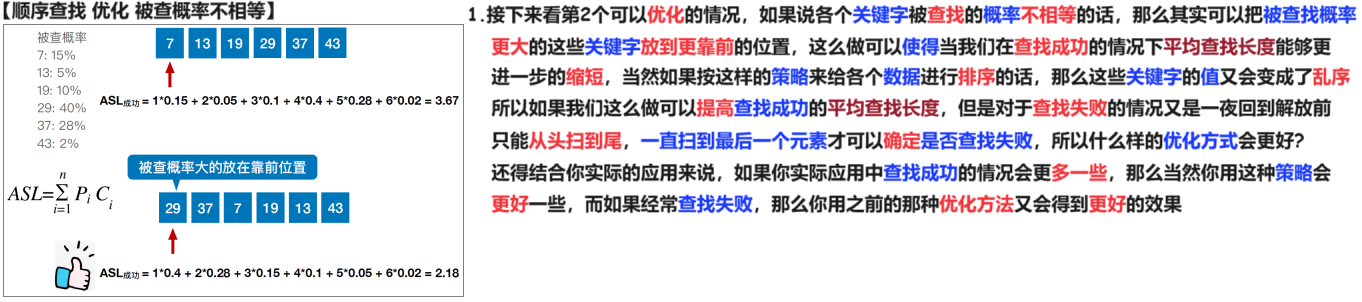 【顺序查找 优化 被查概率不相等】
被查概率
7: 15%
13: 5%
19: 10%
29: 40%
37: 28%
43: 2%
7 13 19 29 37 43
ASL成功 = 1*0.15 + 2*0.05 + 3*0.1 + 4*0.4 + 5*0.28 + 6*0.02 = 3.67
被查概率大的放在靠前位置
ASL=∑ Pi Ci
n
i=1
29 37 7 19 13 43
ASL成功 = 1*0.4 + 2*0.28 + 3*0.15 + 4*0.1 + 5*0.05 + 6*0.02 = 2.18
1.接下来看第2个可以优化的情况，如果说各个关键字被查找的概率不相等的话，那么其实可以把被查找概率
更大的这些关键字放到更靠前的位置，这么做可以使得当我们在查找成功的情况下平均查找长度能够更
进一步的缩短，当然如果按这样的策略来给各个数据进行排序的话，那么这些关键字的值又会变成了乱序
所以如果我们这么做可以提高查找成功的平均查找长度，但是对于查找失败的情况又是一夜回到解放前
只能从头扫到尾，一直扫到最后一个元素才可以确定是否查找失败，所以什么样的优化方式会更好?
还得结合你实际的应用来说，如果你实际应用中查找成功的情况会更多一些，那么当然你用这种策略会
更好一些，而如果经常查找失败，那么你用之前的那种优化方法又会得到更好的效果